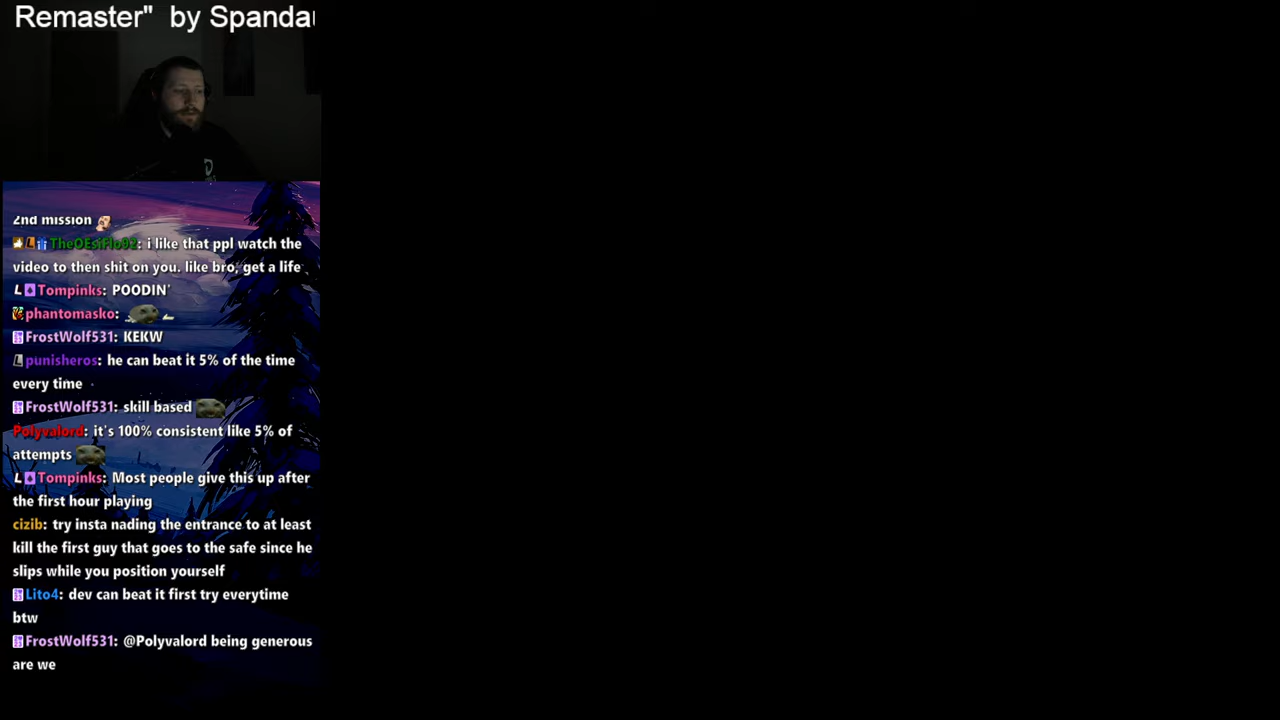 Remaster" by Spandau
2nd mission
TheOEsiFlo92: i like that ppl watch the
video to then shit on you. like bro, get a life
Tompinks: POODIN'
phantomasko:
FrostWolf531: KEKW
punisheros: he can beat it 5% of the time
every time
FrostWolf531: skill based
Polyvalord: it's 100% consistent like 5% of
attempts
Tompinks: Most people give this up after
the first hour playing
cizib: try insta nading the entrance to at least
kill the first guy that goes to the safe since he
slips while you position yourself
Lito4: dev can beat it first try everytime
btw
FrostWolf531: @Polyvalord being generous
are we